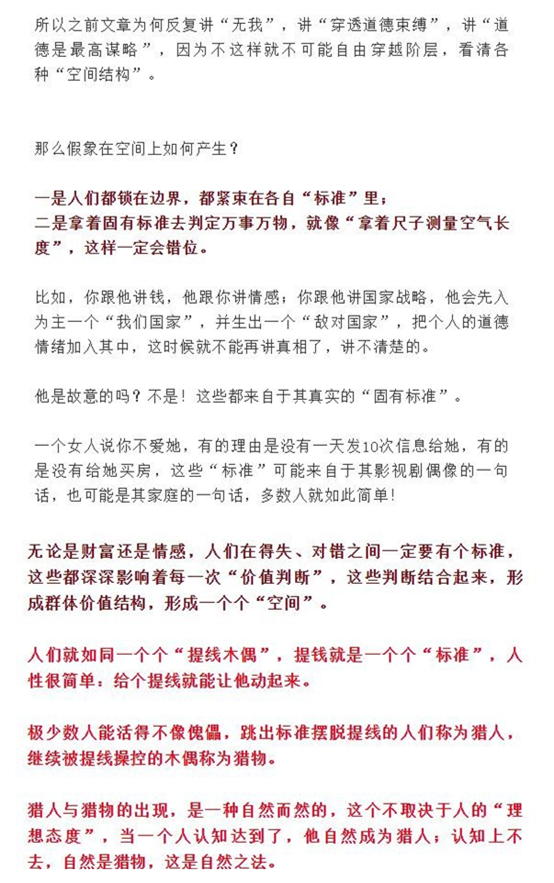 所以之前文章为何反复讲“无我”，讲“穿透道德束缚”，讲“道
德是最高谋略”，因为不这样就不可能自由穿越阶层，看清各
种“空间结构”。
那么假象在空间上如何产生？
一是人们都锁在边界，都紧束在各自“标准”里；
二是拿着固有标准去判定万事万物，就像“拿着尺子测量空气长
度”，这样一定会错位。
比如，你跟他讲钱，他跟你讲情感；你跟他讲国家战略，他会先入
为主一个“我们国家”，并生出一个“敌对国家”，把个人的道德
情绪加入其中，这时候就不能再讲真相了，讲不清楚的。
他是故意的吗？不是！这些都来自于其真实的“固有标准”。
一个女人说你不爱她，有的理由是没有一天发10次信息给她，有的
是没有给她买房，这些“标准”可能来自于其影视剧偶像的一句
话，也可能是其家庭的一句话，多数人就如此简单！
无论是财富还是情感，人们在得失、对错之间一定要有个标准，
这些都深深影响着每一次“价值判断”，这些判断结合起来，形
成群体价值结构，形成一个个“空间”。
人们就如同一个个“提线木偶”，提钱就是一个个“标准”，人
性很简单：给个提线就能让他动起来。
极少数人能活得不像傀儡，跳出标准摆脱提线的人们称为猎人，
继续被提线操控的木偶称为猎物。
猎人与猎物的出现，是一种自然而然的，这个不取决于人的“理
想态度”，当一个人认知达到了，他自然成为猎人；认知上不
去，自然是猎物，这是自然之法。